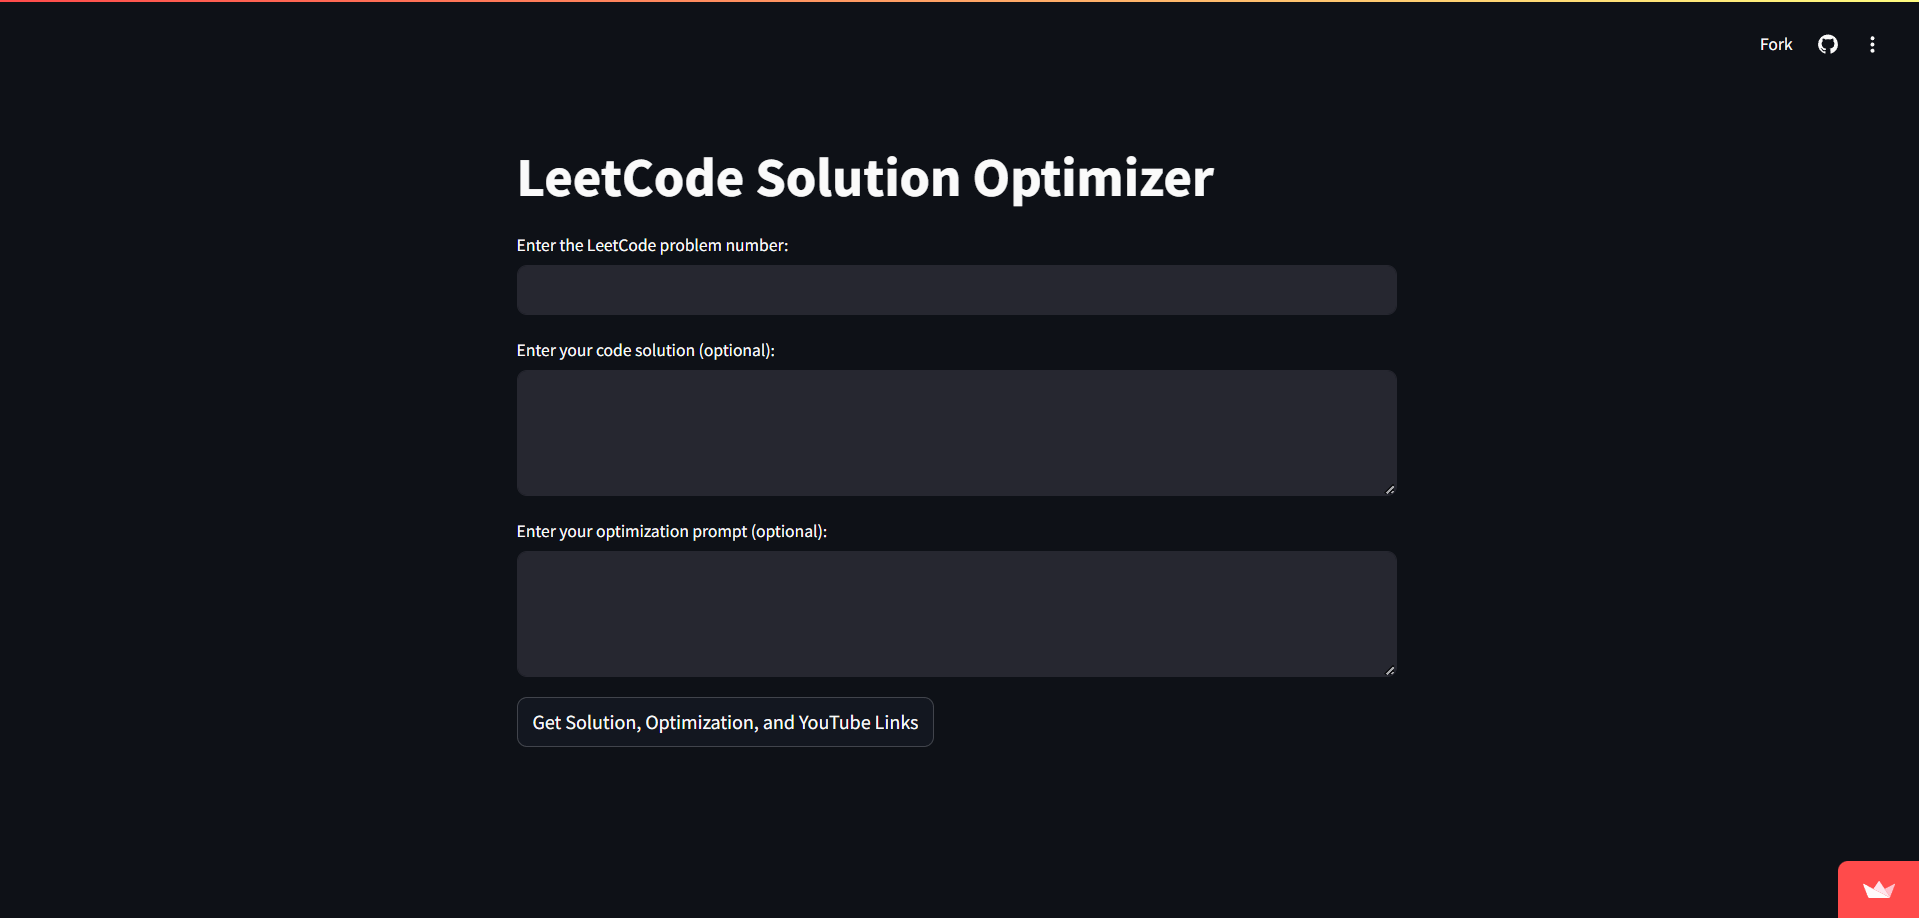 Fork
LeetCode Solution Optimizer
Enter the LeetCode problem number:
Enter your code solution (optional):
Enter your optimization prompt (optional):
Get Solution, Optimization, and YouTube Links